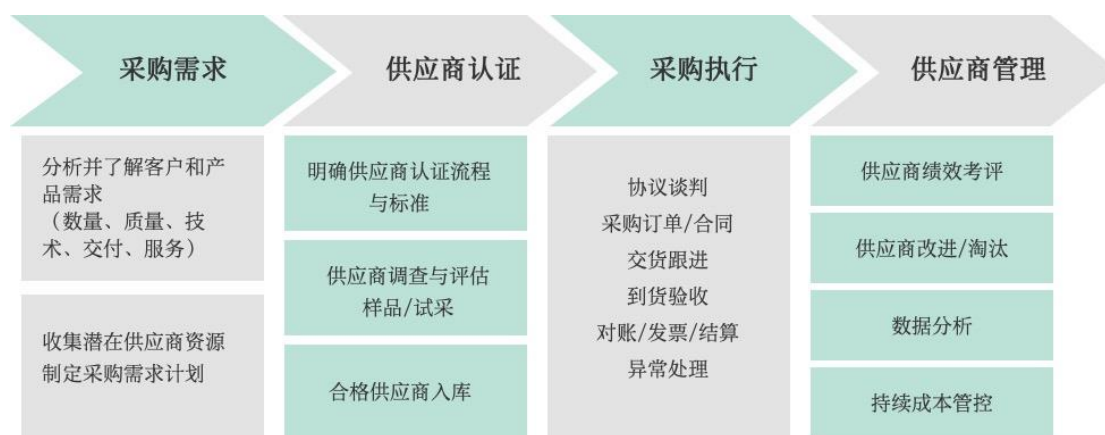 采购需求
供应商认证
采购执行
供应商管理
分析并了解客户和产
品需求
（数量、质量、技
术、交付、服务）
收集潜在供应商资源
制定采购需求计划
明确供应商认证流程
与标准
供应商调查与评估
样品/试采
合格供应商入库
协议谈判
采购订单/合同
交货跟进
到货验收
对账/发票/结算
异常处理
供应商绩效考评
供应商改进/淘汰
数据分析
持续成本管控